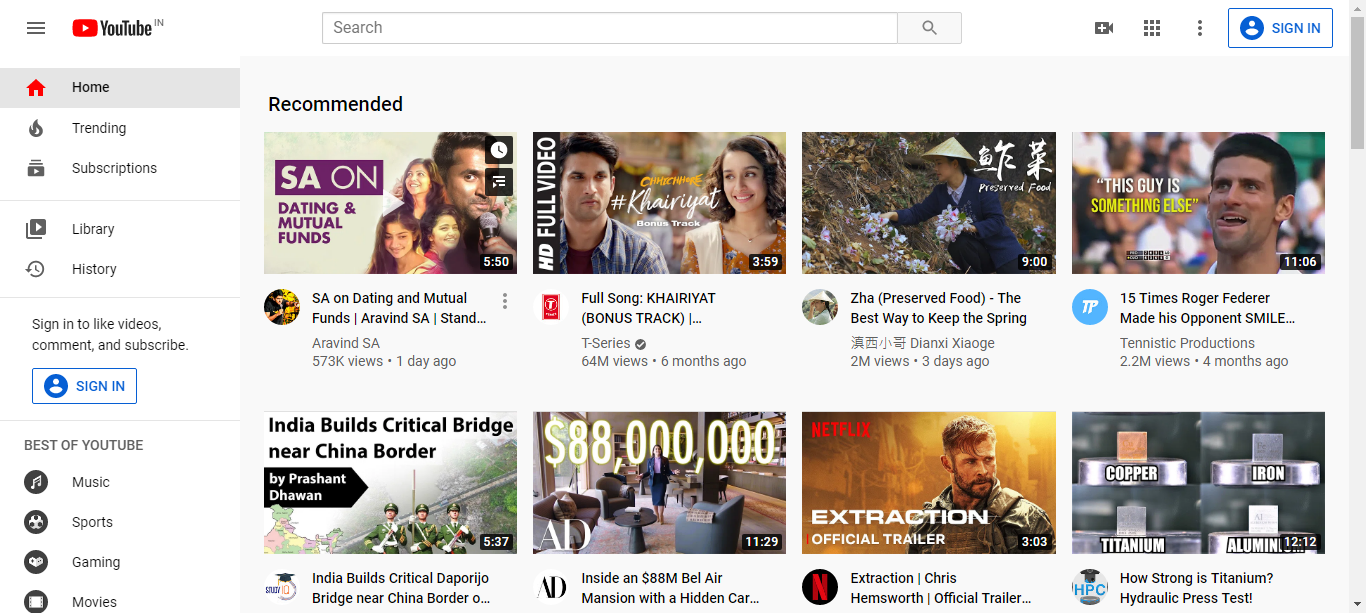 YouTube IN
Search
SIGN IN
Home
Trending
Subscriptions
Library
History
Sign in to like videos,
comment, and subscribe.
SIGN IN
BEST OF YOUTUBE
Music
Sports
Gaming
Movies
Recommended
SA ON
DATING &
MUTUAL
FUNDS
5:50
SA on Dating and Mutual
Funds | Aravind SA | Stand...
Aravind SA
573K views • 1 day ago
HD FULL VIDEO
CHHICHHORE
#Khairiyat
Bonus Track
3:59
T
Full Song: KHAIRIYAT
(BONUS TRACK) |...
T-Series
64M views • 6 months ago
鲊菜
Preserved Food
9:00
Zha (Preserved Food) - The
Best Way to Keep the Spring
滇西小哥 Dianxi Xiaoge
2M views • 3 days ago
“THIS GUY IS
SOMETHING ELSE”
11:06
TP
15 Times Roger Federer
Made his Opponent SMILE...
Tennistic Productions
2.2M views • 4 months ago
India Builds Critical Bridge
near China Border
by Prashant
Dhawan
5:37
STUDY IQ
India Builds Critical Daporijo
Bridge near China Border o...
$88,000,000
AD
11:29
AD
Inside an $88M Bel Air
Mansion with a Hidden Car...
NETFLIX
EXTRACTION
OFFICIAL TRAILER
3:03
N
Extraction | Chris
Hemsworth | Official Trailer...
COPPER
IRON
TITANIUM
ALUMINIUM
12:12
HPC
How Strong is Titanium?
Hydraulic Press Test!